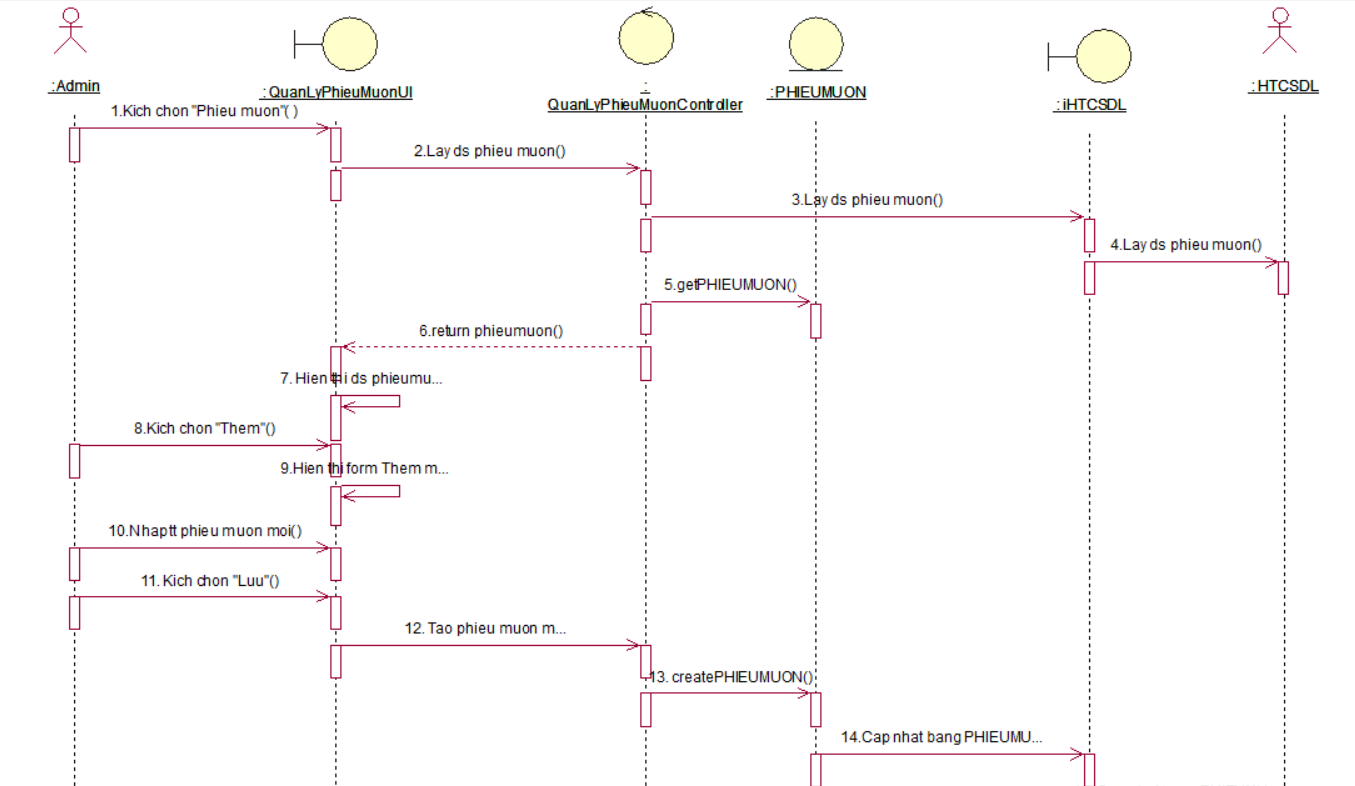 :Admin
:QuanLyPhieuMuonUI
:
QuanLyPhieuMuonController
:PHIEUMUON
:iHTCSDL
:HTCSDL
1.Kich chon "Phieu muon"( )
2.Lay ds phieu muon()
3.Lay ds phieu muon()
4.Lay ds phieu muon()
5.getPHIEUMUON()
6.return phieumuon()
7. Hien thi ds phieumu...
8.Kich chon "Them"()
9.Hien thi form Them m...
10.Nhap tt phieu muon moi()
11. Kich chon "Luu"()
12. Tao phieu muon m...
13. createPHIEUMUON()
14.Cap nhat bang PHIEUMU...